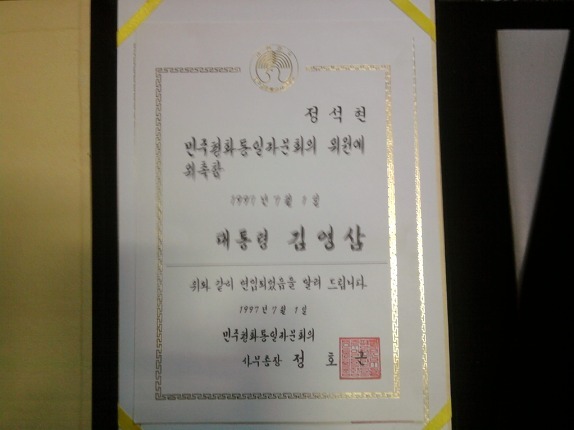 정석현
민주평화통일자문회의 위원에
위촉함
1997년 7월 1일
대통령 김영삼
위와 같이 연임되었음을 알려 드립니다
1997년 7월 1일
민주평화통일자문회의
사무총장 정호근